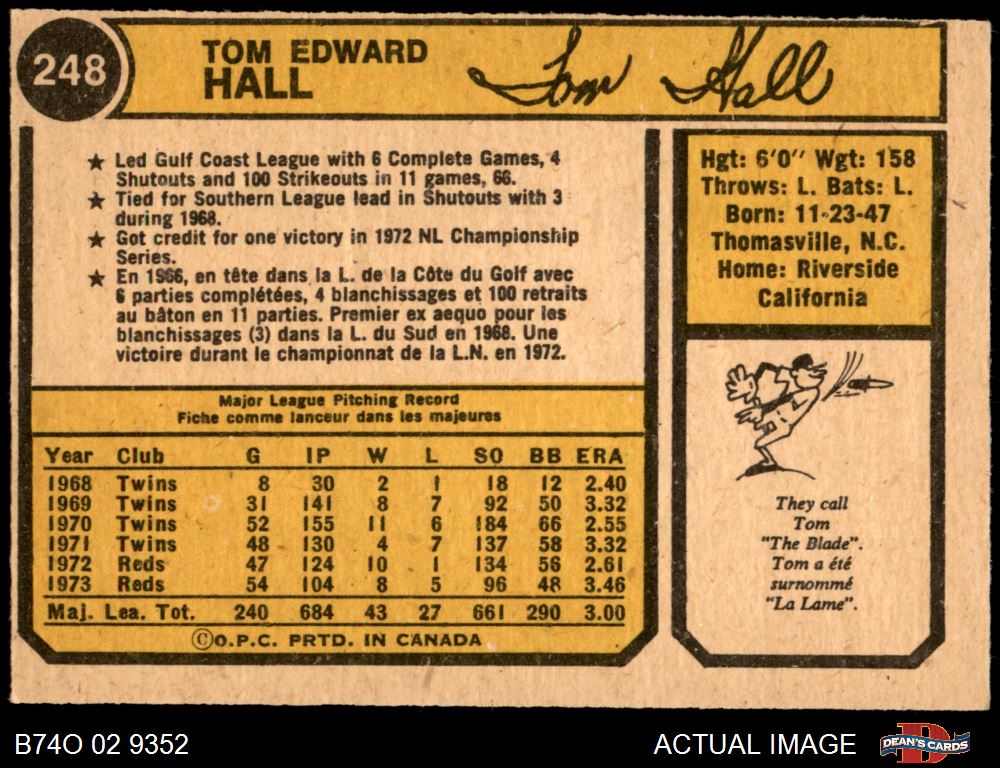 248
TOM EDWARD
HALL
Tom Hall
★ Led Gulf Coast League with 6 Complete Games, 4
Shutouts and 100 Strikeouts in 11 games, 66.
★ Tied for Southern League lead in Shutouts with 3
during 1968.
★ Got credit for one victory in 1972 NL Championship
Series.
★ En 1966, en tête dans la L. de la Côte du Golf avec
6 parties complétées, 4 blanchissages et 100 retraits
au bâton en 11 parties. Premier ex aequo pour les
blanchissages (3) dans la L. du Sud en 1968. Une
victoire durant le championnat de la L.N. en 1972.
Hgt: 6'0" Wgt: 158
Throws: L. Bats: L.
Born: 11-23-47
Thomasville, N.C.
Home: Riverside
California
Major League Pitching Record
Fiche comme lanceur dans les majeures
Year Club G IP W L SO BB ERA
1968 Twins 8 30 2 1 18 12 2.40
1969 Twins 31 141 8 7 92 50 3.32
1970 Twins 52 155 11 6 184 66 2.55
1971 Twins 48 130 4 7 137 58 3.32
1972 Reds 47 124 10 1 134 56 2.61
1973 Reds 54 104 8 5 96 48 3.46
Maj. Lea. Tot. 240 684 43 27 661 290 3.00
©O.P.C. PRTD. IN CANADA
They call
Tom
"The Blade".
Tom a été
surnommé
"La Lame".
B74O 02 9352
ACTUAL IMAGE
DEAN'S CARDS